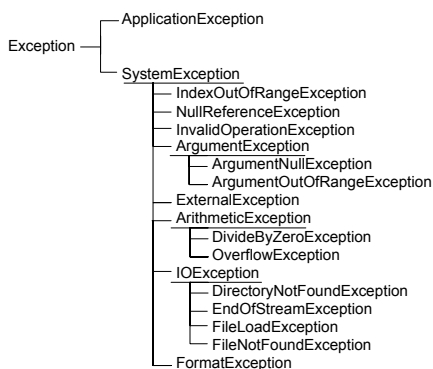 ApplicationException
Exception
SystemException
IndexOutOfRangeException
NullReferenceException
InvalidOperationException
ArgumentException
ArgumentNullException
ArgumentOutOfRangeException
ExternalException
ArithmeticException
DivideByZeroException
OverflowException
IOException
DirectoryNotFoundException
EndOfStreamException
FileLoadException
FileNotFoundException
FormatException